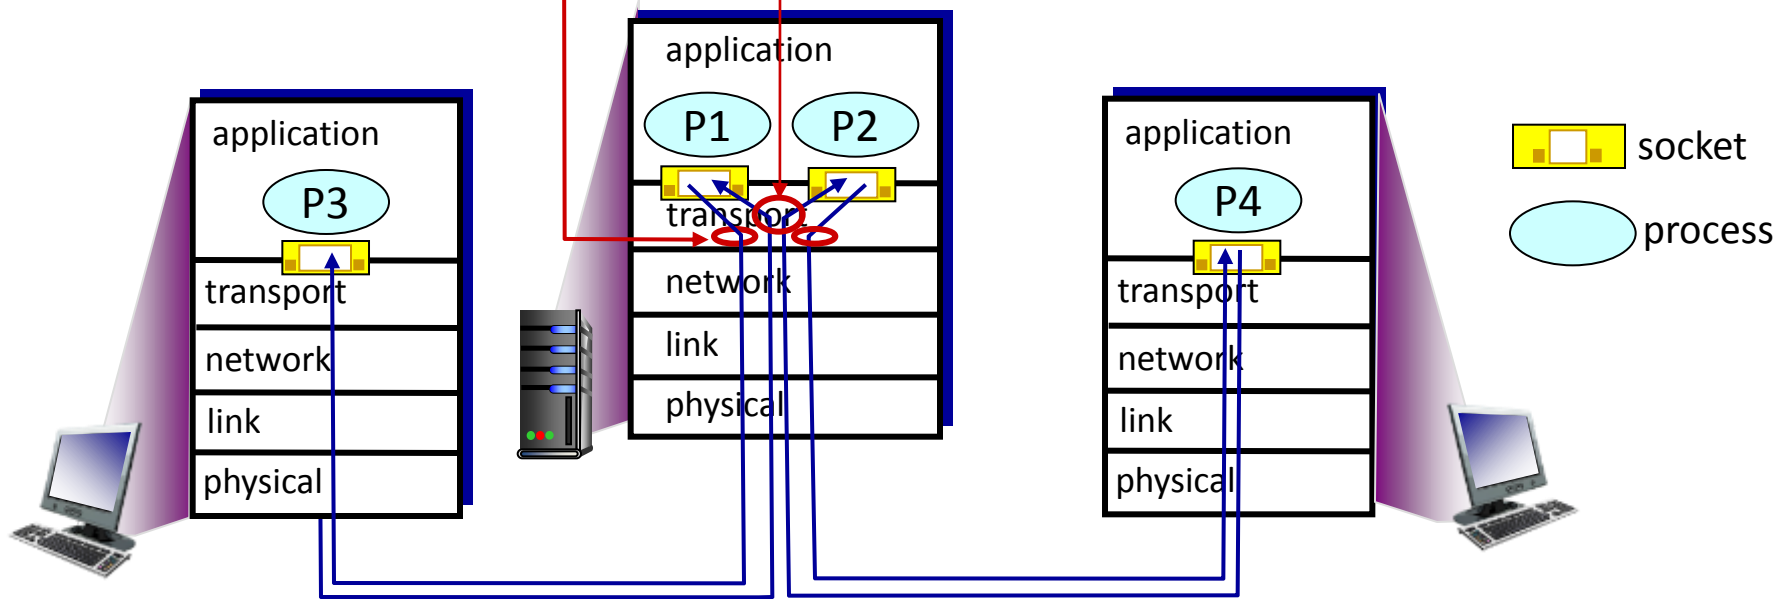 application
P3
transport
network
link
physical
application
P1
P2
transport
network
link
physical
application
P4
transport
network
link
physical
socket
process